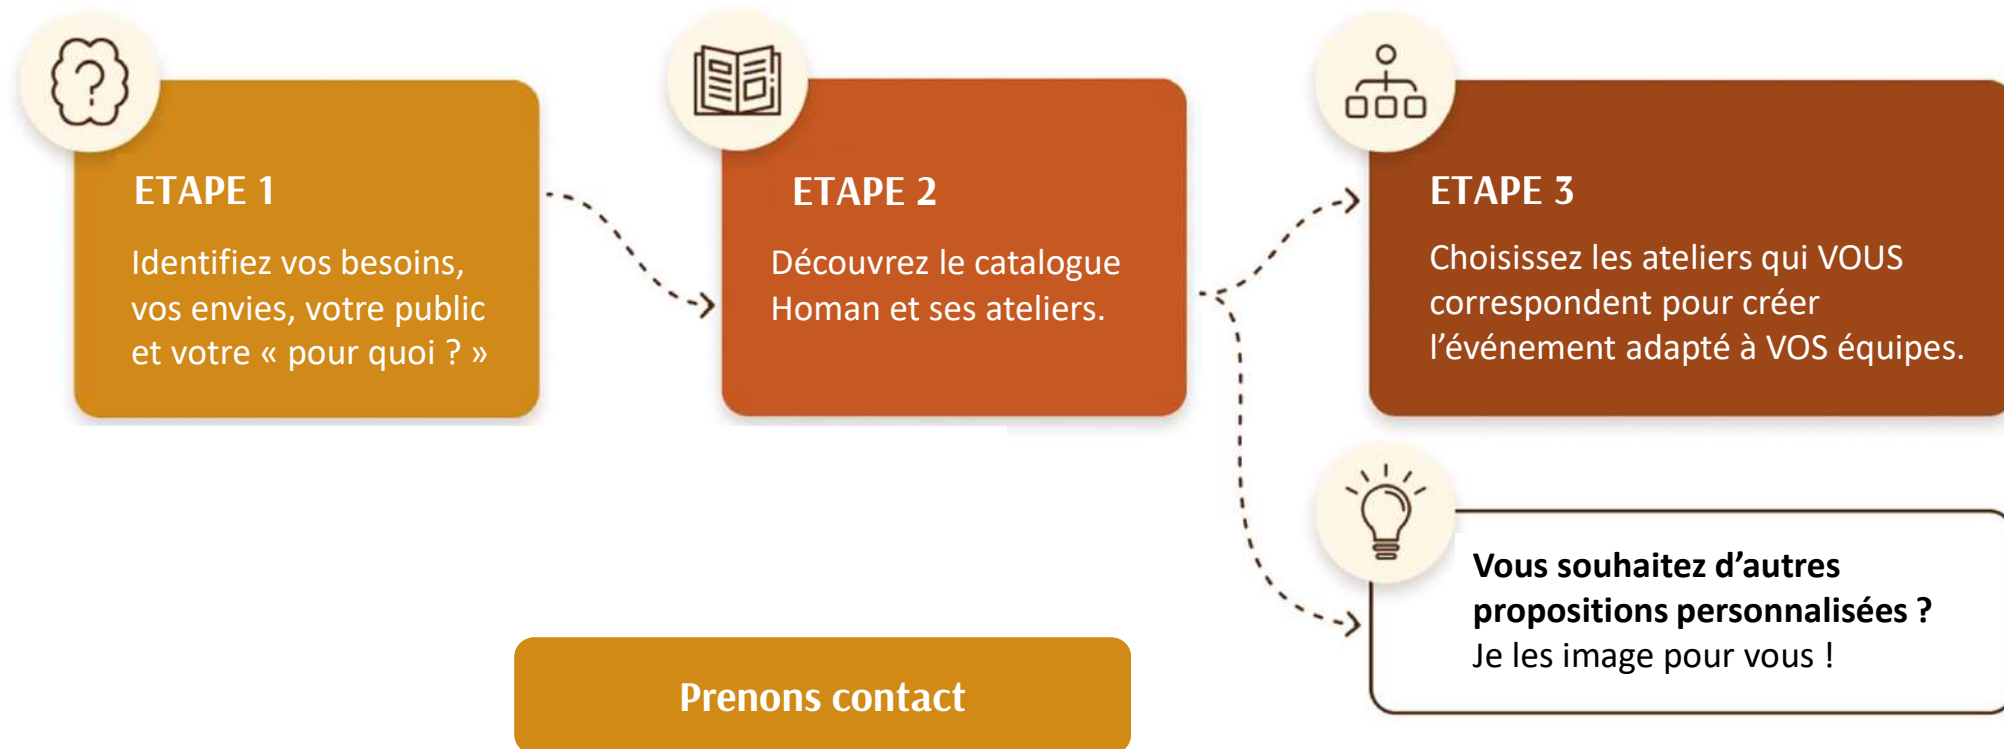 ETAPE 1
Identifiez vos besoins,
vos envies, votre public
et votre « pour quoi ? »
ETAPE 2
Découvrez le catalogue
Homan et ses ateliers.
ETAPE 3
Choisissez les ateliers qui VOUS
correspondent pour créer
l’événement adapté à VOS équipes.
Vous souhaitez d’autres
propositions personnalisées ?
Je les image pour vous !
Prenons contact